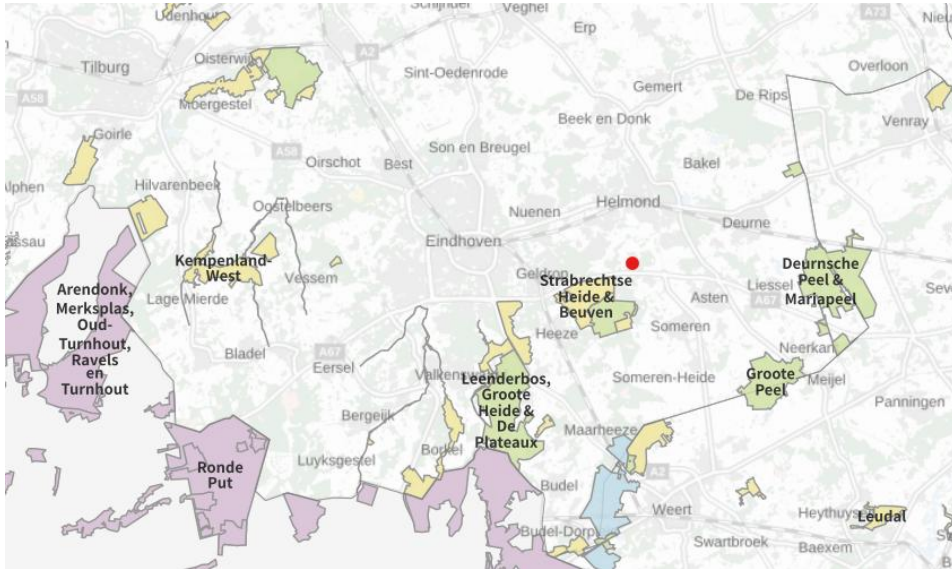 Udenhout
Schijndel
Veghel
Erp
A73
A2
Overloon
Tilburg
Oisterwijk
Sint-Oedenrode
Gemert
De Rips
A58
Moergestel
Beek en Donk
Venray
Goirle
Son en Breugel
A58
Oirschot
Best
Bakel
Alphen
Hilvarenbeek
Oostelbeers
Nuenen
Helmond
Deurne
Eindhoven
Kempenland-
West
Vessem
Geldrop
Strabrechtse
Heide &
Beuven
Deurnsche
Peel &
Mariapeel
Liessel
A67
Asten
Arendonk,
Merksplas,
Oud-
Turnhout,
Ravels
en
Turnhout
Lage Mierde
Heeze
Someren
Bladel
A67
Eersel
Neerkan
Meijel
Leenderbos,
Groote
Heide &
De
Plateaux
Someren-Heide
Groote
Peel
Panningen
Bergeijk
Borkel
Maarheeze
Luyksgestel
Ronde
Put
A2
Budel
Weert
Budel-Dorp
Leudal
Swartbroek
Baexem